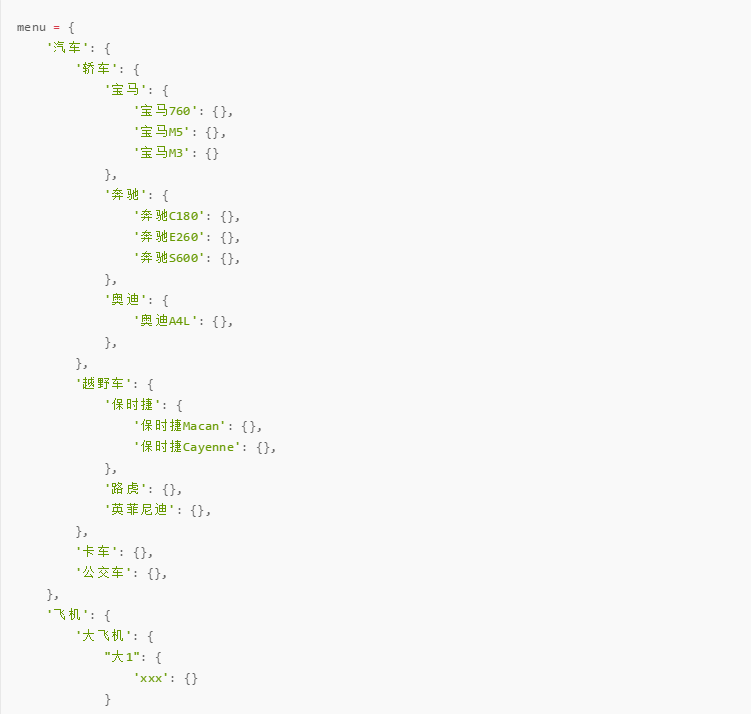 menu = {
    '汽车': {
        '轿车': {
            '宝马': {
                '宝马760': {},
                '宝马M5': {},
                '宝马M3': {}
            },
            '奔驰': {
                '奔驰C180': {},
                '奔驰E260': {},
                '奔驰S600': {},
            },
            '奥迪': {
                '奥迪A4L': {},
            },
        },
        '越野车': {
            '保时捷': {
                '保时捷Macan': {},
                '保时捷Cayenne': {},
            },
            '路虎': {},
            '英菲尼迪': {},
        },
        '卡车': {},
        '公交车': {},
    },
    '飞机': {
        '大飞机': {
            "大1": {
                'xxx': {}
            }